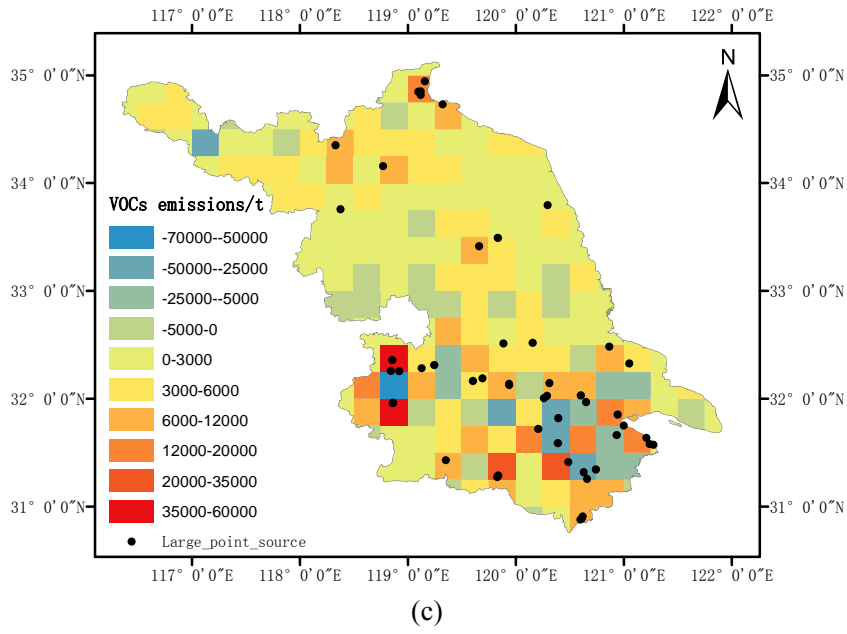 117° 0′0″E 118° 0′0″E 119° 0′0″E 120° 0′0″E 121° 0′0″E 122° 0′0″E
N
35° 0′0″N 35° 0′0″N
34° 0′0″N 34° 0′0″N
33° 0′0″N 33° 0′0″N
32° 0′0″N 32° 0′0″N
31° 0′0″N 31° 0′0″N
VOCs emissions/t
-70000--50000
-50000--25000
-25000--5000
-5000-0
0-3000
3000-6000
6000-12000
12000-20000
20000-35000
35000-60000
Large_point_source
117° 0′0″E 118° 0′0″E 119° 0′0″E 120° 0′0″E 121° 0′0″E 122° 0′0″E
(c)